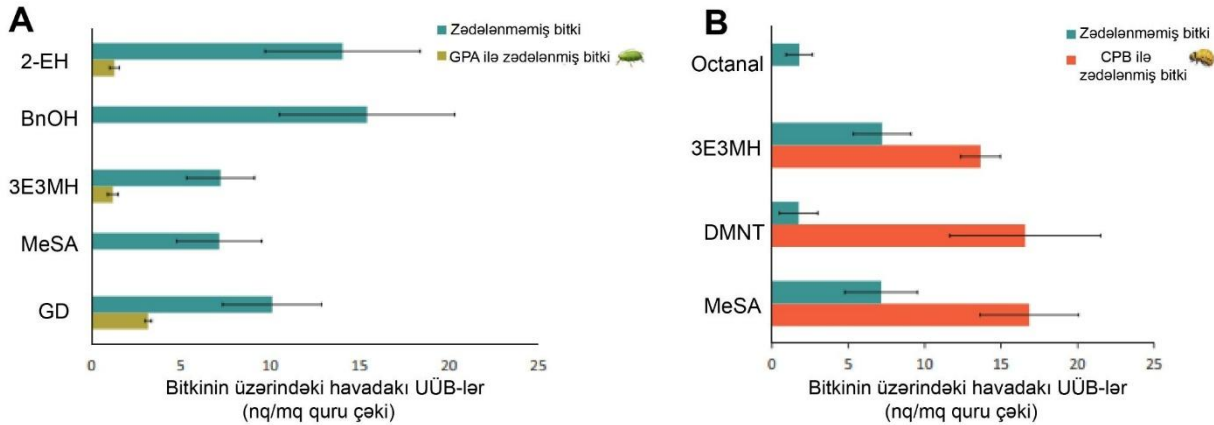 A
Zədələnməmiş bitki
GPA ilə zədələnmiş bitki
2-EH
BnOH
3E3MH
MeSA
GD
0 5 10 15 20 25
Bitkinin üzərindəki havadakı UÜB-lər
(nq/mq quru çəki)
B
Zədələnməmiş bitki
CPB ilə
zədələnmiş bitki
Octanal
3E3MH
DMNT
MeSA
0 5 10 15 20 25
Bitkinin üzərindəki havadakı UÜB-lər
(nq/mq quru çəki)